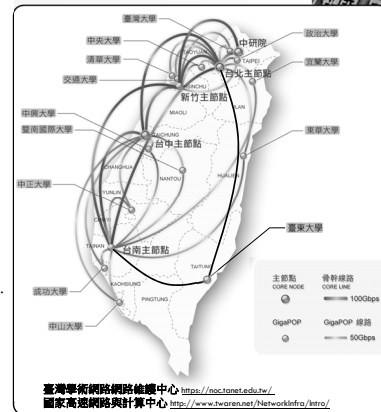 臺灣大學
中央大學
清華大學
交通大學
中興大學
暨南國際大學
中正大學
成功大學
中山大學
政治大學
宜蘭大學
東華大學
臺東大學
中研院
台北主節點
新竹主節點
台中主節點
台南主節點
TAOYUAN
TAIPEI
HSINCHU
ILAN
MIAOLI
TAICHUNG
CHANGHUA
NANTOU
HUALIEN
YUNLIN
CHIAYI
TAINAN
KAOHSIUNG
PINGTUNG
TAITUNG
主節點 骨幹線路
CORE NODE CORE LINE
100Gbps
GigaPOP GigaPOP 線路
50Gbps
臺灣學術網路網路維護中心 https://noc.tanet.edu.tw/
國家高速網路與計算中心 http://www.twaren.net/NetworkInfra/Intro/